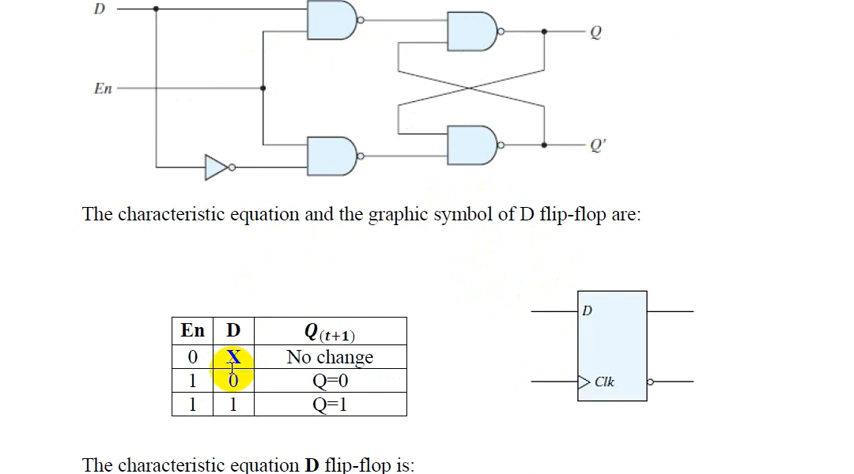 D
En
Q
Q'
The characteristic equation and the graphic symbol of D flip-flop are:
En D Q(t+1)
0 X No change
1 0 Q=0
1 1 Q=1
D
Clk
The characteristic equation D flip-flop is: